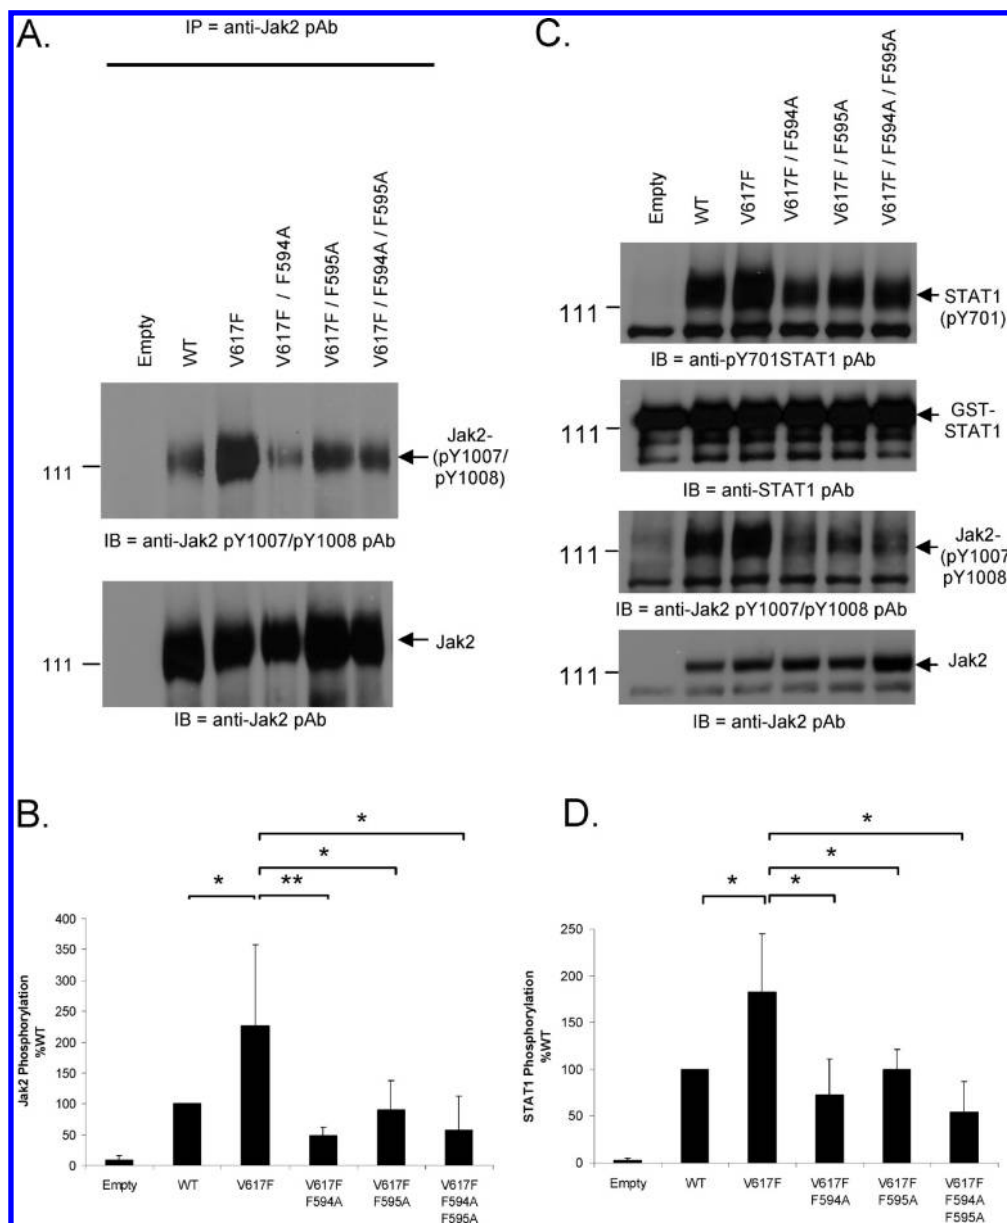 A.
IP = anti-Jak2 pAb
Empty
WT
V617F
V617F / F594A
V617F / F595A
V617F / F594A / F595A
111
Jak2-
(pY1007/
pY1008)
IB = anti-Jak2 pY1007/pY1008 pAb
111
Jak2
IB = anti-Jak2 pAb
C.
Empty
WT
V617F
V617F / F594A
V617F / F595A
V617F / F594A / F595A
111
STAT1
(pY701)
IB = anti-pY701STAT1 pAb
111
GST-
STAT1
IB = anti-STAT1 pAb
111
Jak2-
(pY1007
pY1008
IB = anti-Jak2 pY1007/pY1008 pAb
111
Jak2
IB = anti-Jak2 pAb
B.
*
*
*
**
Jak2 Phosphorylation
%WT
400
350
300
250
200
150
100
50
0
Empty
WT
V617F
V617F
F594A
V617F
F595A
V617F
F594A
F595A
D.
*
*
*
*
STAT1 Phosphorylation
%WT
250
200
150
100
50
0
Empty
WT
V617F
V617F
F594A
V617F
F595A
V617F
F594A
F595A